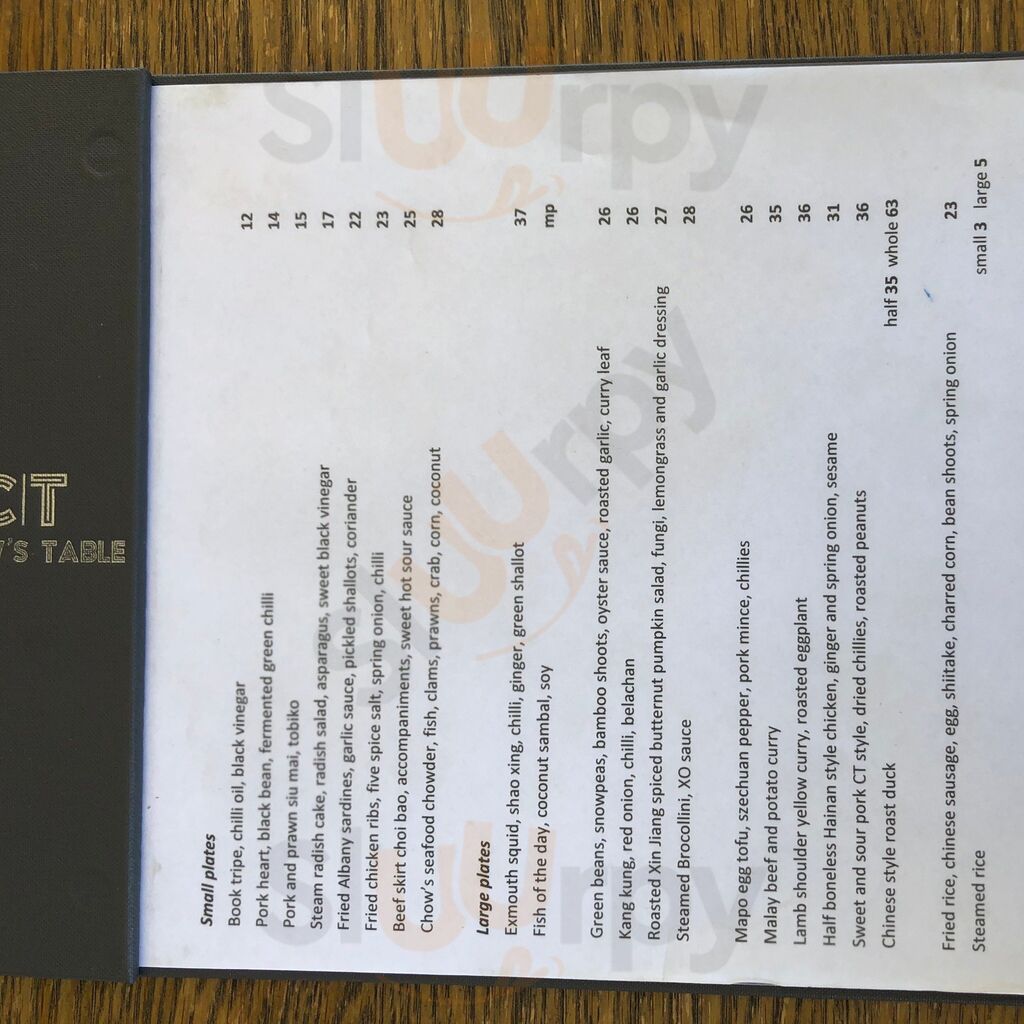 CT
'S TABLE
Small plates
Book tripe, chilli oil, black vinegar 12
Pork heart, black bean, fermented green chilli 14
Pork and prawn siu mai, tobiko 15
Steam radish cake, radish salad, asparagus, sweet black vinegar 17
Fried Albany sardines, garlic sauce, pickled shallots, coriander 22
Fried chicken ribs, five spice salt, spring onion, chilli 23
Beef skirt choi bao, accompaniments, sweet hot sour sauce 25
Chow's seafood chowder, fish, clams, prawns, crab, corn, coconut 28
Large plates
Exmouth squid, shao xing, chilli, ginger, green shallot 37
Fish of the day, coconut sambal, soy mp
Green beans, snowpeas, bamboo shoots, oyster sauce, roasted garlic, curry leaf 26
Kang kung, red onion, chilli, belachan 26
Roasted Xin Jiang spiced butternut pumpkin salad, fungi, lemongrass and garlic dressing 27
Steamed Brocollini, XO sauce 28
Mapo egg tofu, szechuan pepper, pork mince, chillies 26
Malay beef and potato curry 35
Lamb shoulder yellow curry, roasted eggplant 36
Half boneless Hainan style chicken, ginger and spring onion, sesame 31
Sweet and sour pork CT style, dried chillies, roasted peanuts 36
Chinese style roast duck half 35 whole 63
Fried rice, chinese sausage, egg, shiitake, charred corn, bean shoots, spring onion 23
Steamed rice small 3 large 5
Sluurpy
Sluurpy
Sluurpy